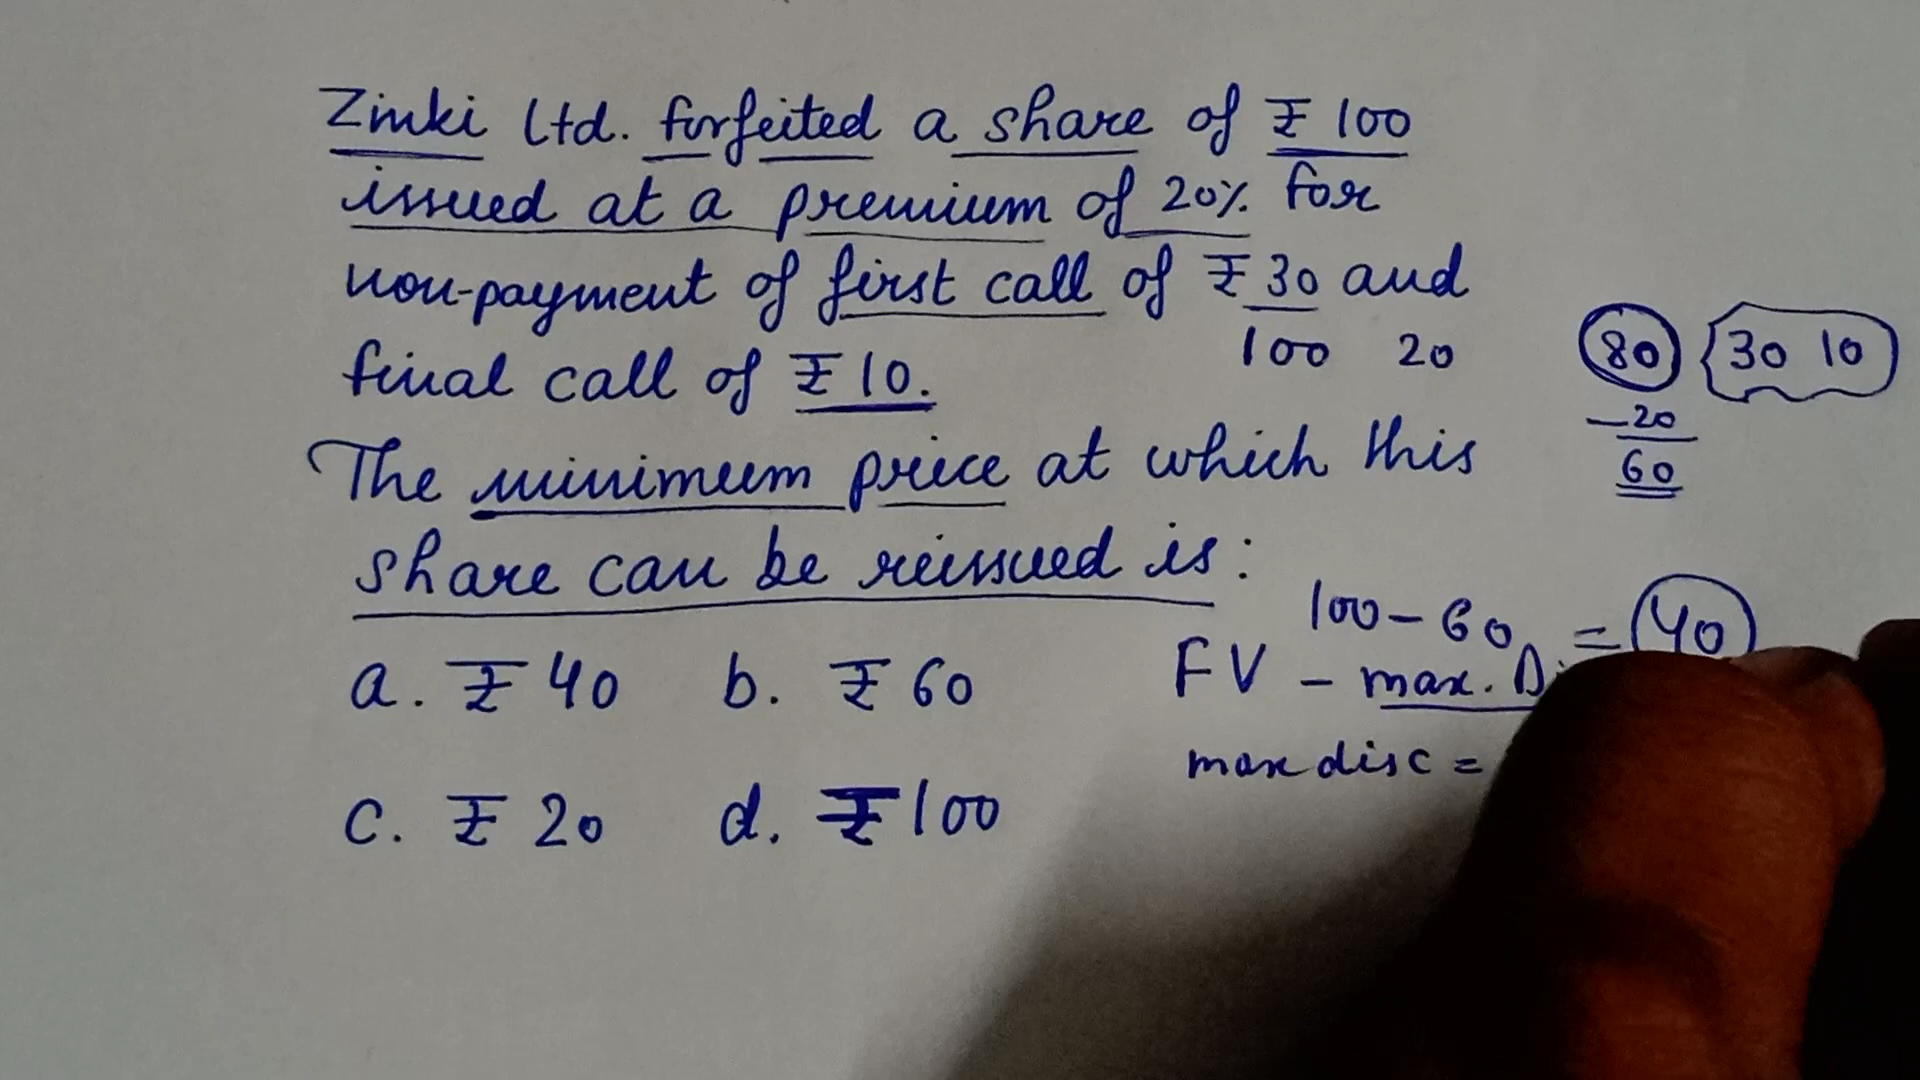 Zinki Ltd. forfeited a share of ₹ 100
issued at a premium of 20% for
non-payment of first call of ₹ 30 and
final call of ₹ 10.
100 20
80 30 10
-20
60
The minimum price at which this
share can be reissued is:
a. ₹ 40 b. ₹ 60
c. ₹ 20 d. ₹ 100
100 - 60 = 40
FV - max.
max disc =